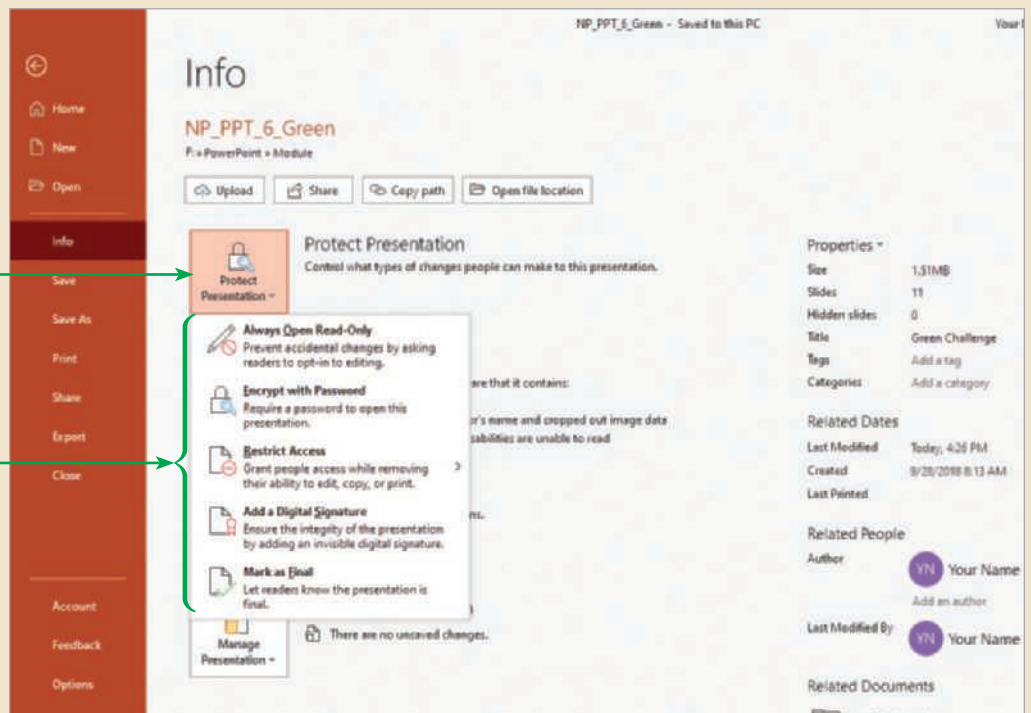 NP_PPT_6_Green - Saved to this PC
Info
Home
New
Open
Info
Save
Save As
Print
Share
Export
Close
Account
Feedback
Options
NP_PPT_6_Green
F: » PowerPoint » Module
Upload
Share
Copy path
Open file location
Protect Presentation
Protect Presentation
Control what types of changes people can make to this presentation.
Always Open Read-Only
Prevent accidental changes by asking
readers to opt-in to editing.
Encrypt with Password
Require a password to open this
presentation.
Restrict Access
Grant people access while removing
their ability to edit, copy, or print.
Add a Digital Signature
Ensure the integrity of the presentation
by adding an invisible digital signature.
Mark as Final
Let readers know the presentation is
final.
are that it contains:
r's name and cropped out image data
sabilities are unable to read
ns.
Manage
Presentation
There are no unsaved changes.
Properties
Size 1.51MB
Slides 11
Hidden slides 0
Title Green Challenge
Tags Add a tag
Categories Add a category
Related Dates
Last Modified Today, 4:26 PM
Created 9/28/2018 8:13 AM
Last Printed
Related People
Author YN Your Name
Add an author
Last Modified By YN Your Name
Related Documents